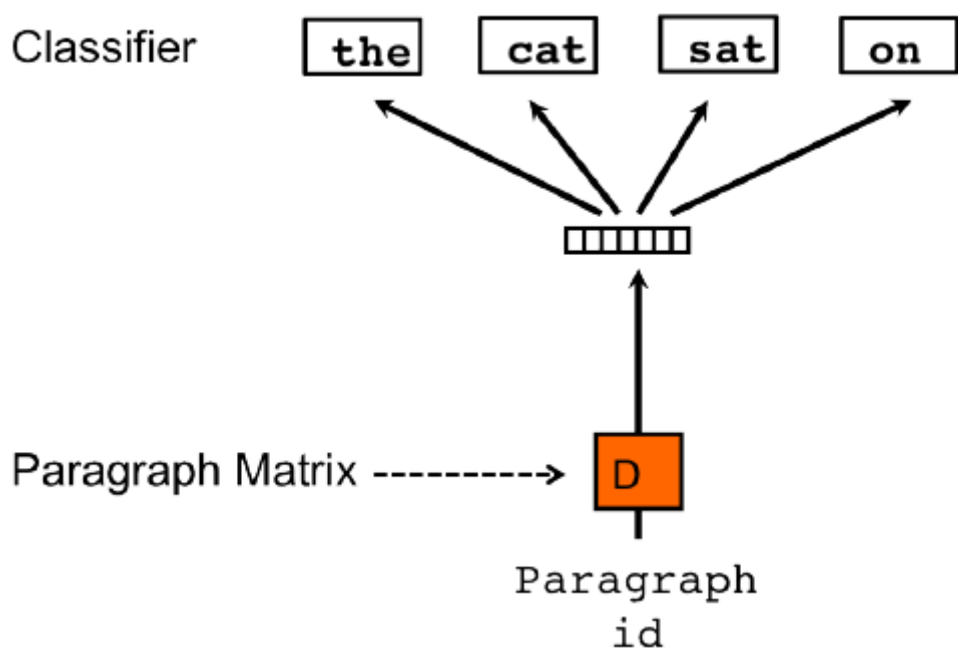 Classifier the cat sat on
Paragraph Matrix D
Paragraph
id